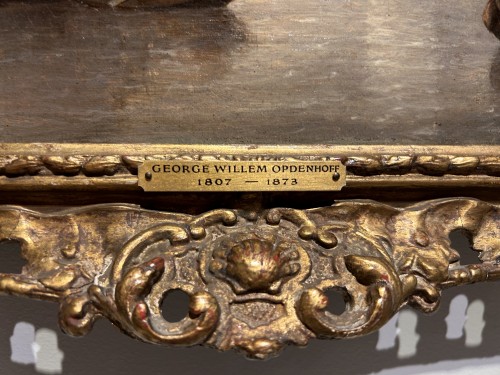 GEORGE WILLEM OPDENHOFF
1807 — 1873